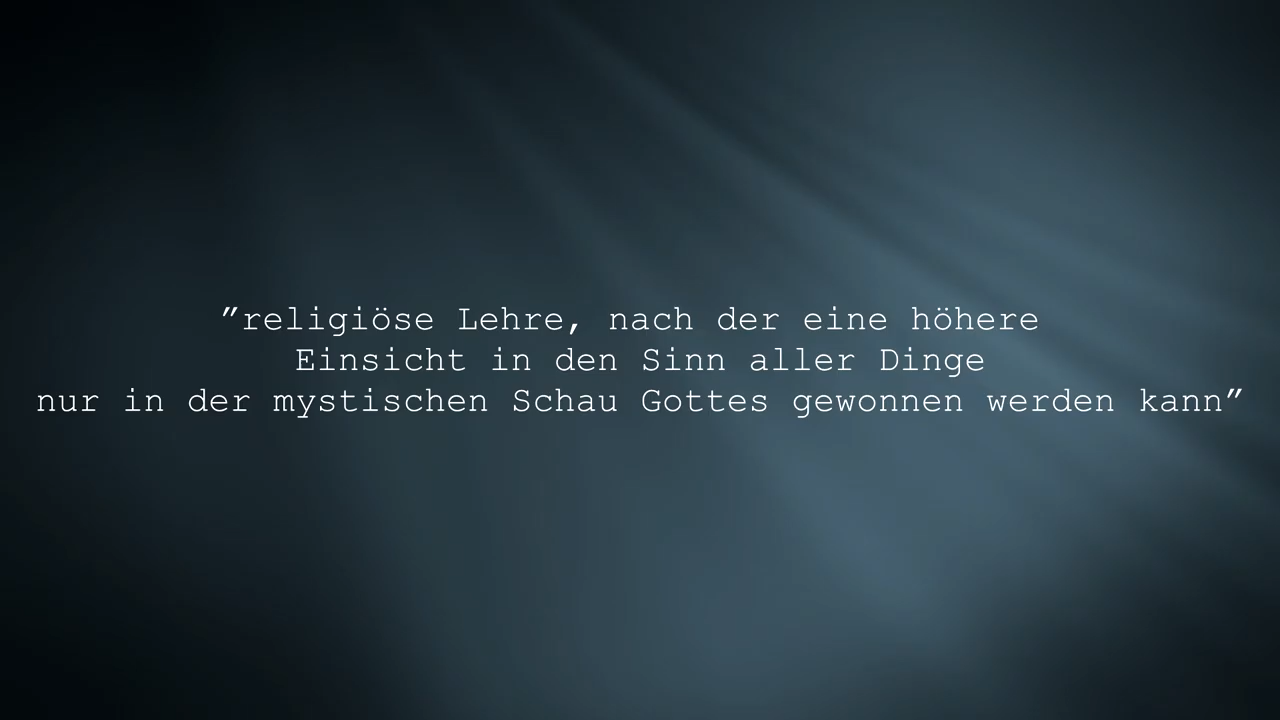 ”religiöse Lehre, nach der eine höhere
Einsicht in den Sinn aller Dinge
nur in der mystischen Schau Gottes gewonnen werden kann”